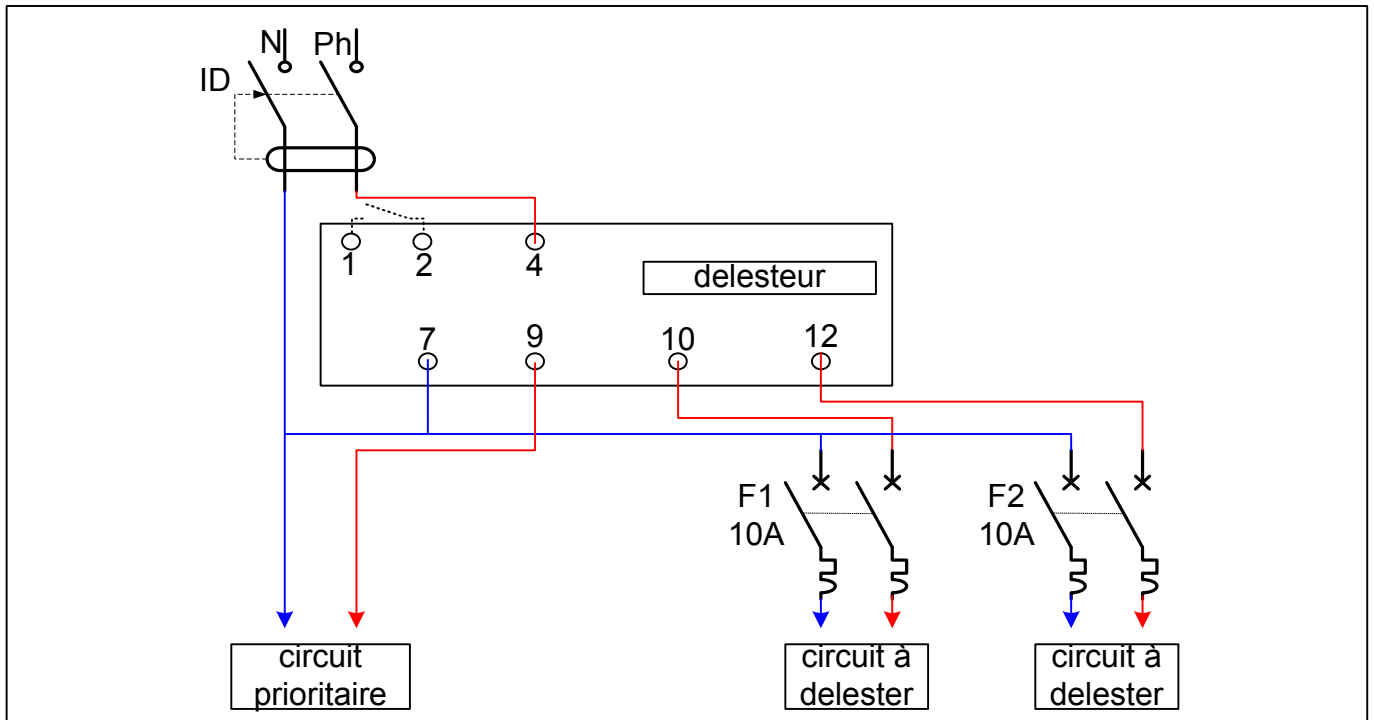 N Ph
ID
1 2 4
delesteur
7 9 10 12
F1
10A
F2
10A
circuit
prioritaire
circuit à
delester
circuit à
delester